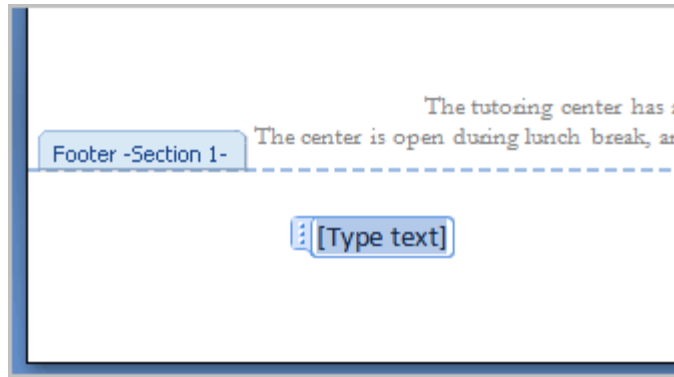 The tutoring center has
The center is open during lunch break,
Footer -Section 1-
[Type text]